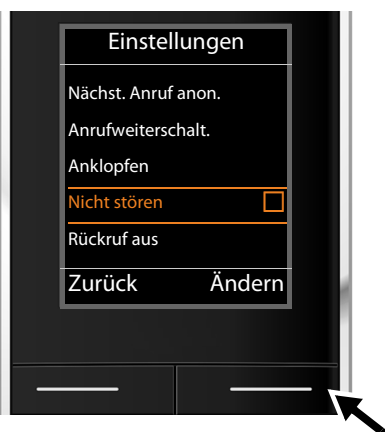 Einstellungen
Nächst. Anruf anon.
Anrufweiterschalt.
Anklopfen
Nicht stören
Rückruf aus
Zurück Ändern